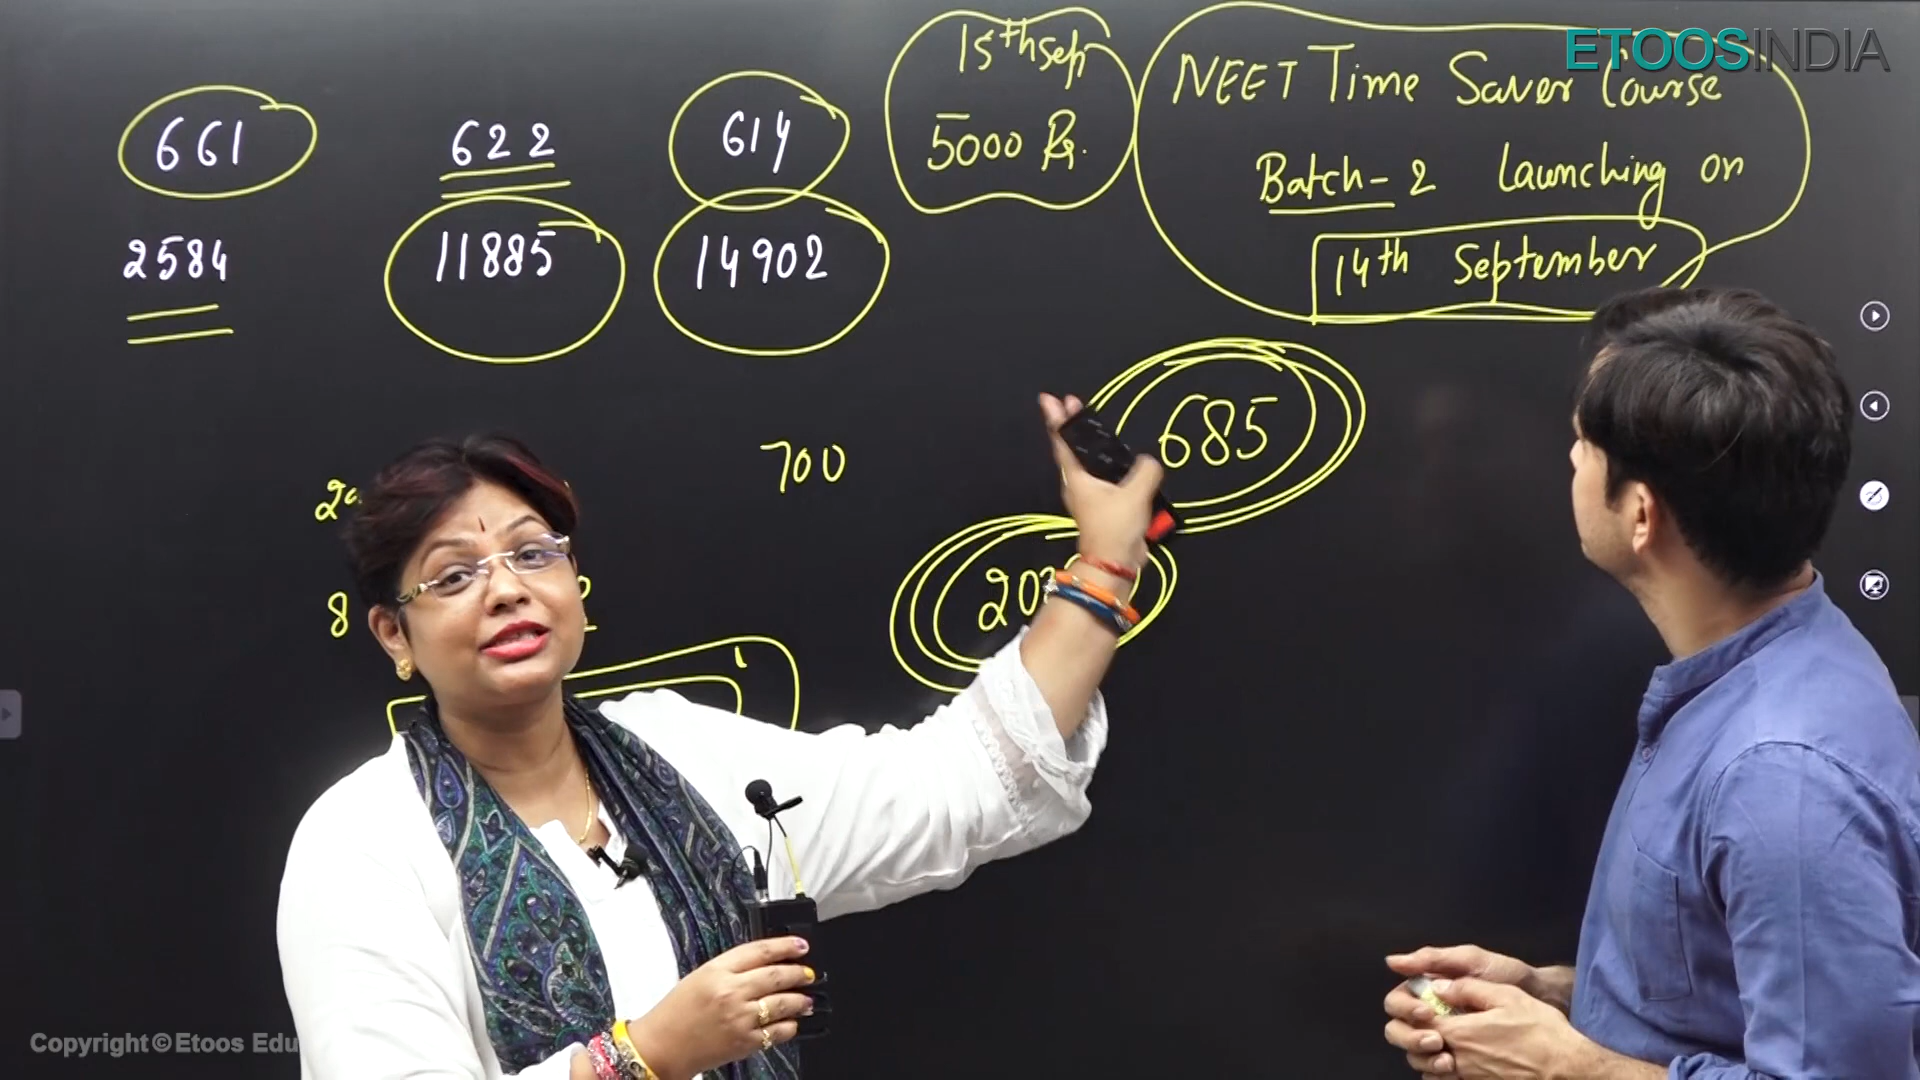 ETOOSINDIA
661
2584
622
11885
614
14902
15th sep
5000 Rs.
NEET Time Saver Course
Batch-2 Launching on
14th September
700
685
8
Copyright © Etoos Edu